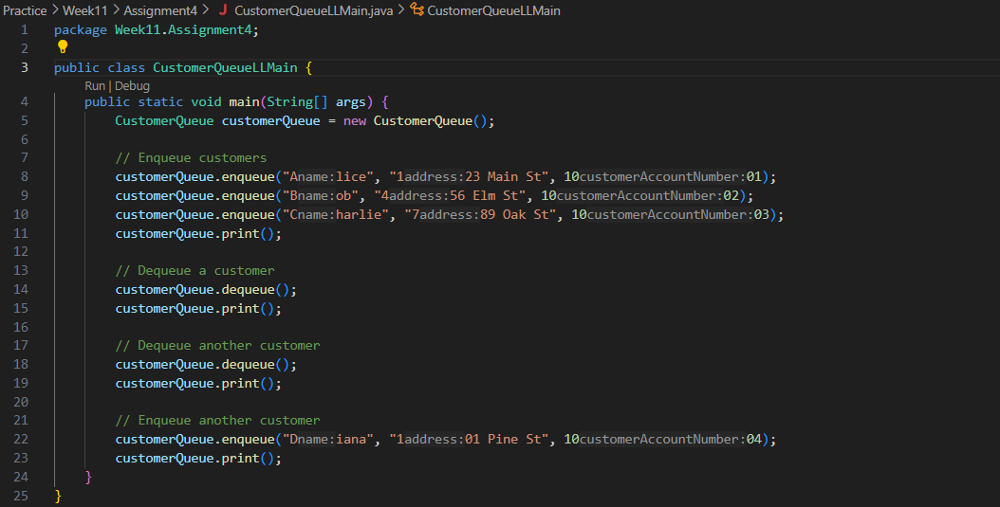 Practice > Week11 > Assignment4 > J CustomerQueueLLMain.java > CustomerQueueLLMain
1 package Week11.Assignment4;
2
3 public class CustomerQueueLLMain {
Run | Debug
4 public static void main(String[] args) {
5 CustomerQueue customerQueue = new CustomerQueue();
6
7 // Enqueue customers
8 customerQueue.enqueue("Aname:lice", "1address:23 Main St", 10customerAccountNumber:01);
9 customerQueue.enqueue("Bname:ob", "4address:56 Elm St", 10customerAccountNumber:02);
10 customerQueue.enqueue("Cname:harlie", "7address:89 Oak St", 10customerAccountNumber:03);
11 customerQueue.print();
12
13 // Dequeue a customer
14 customerQueue.dequeue();
15 customerQueue.print();
16
17 // Dequeue another customer
18 customerQueue.dequeue();
19 customerQueue.print();
20
21 // Enqueue another customer
22 customerQueue.enqueue("Dname:iana", "1address:01 Pine St", 10customerAccountNumber:04);
23 customerQueue.print();
24 }
25 }